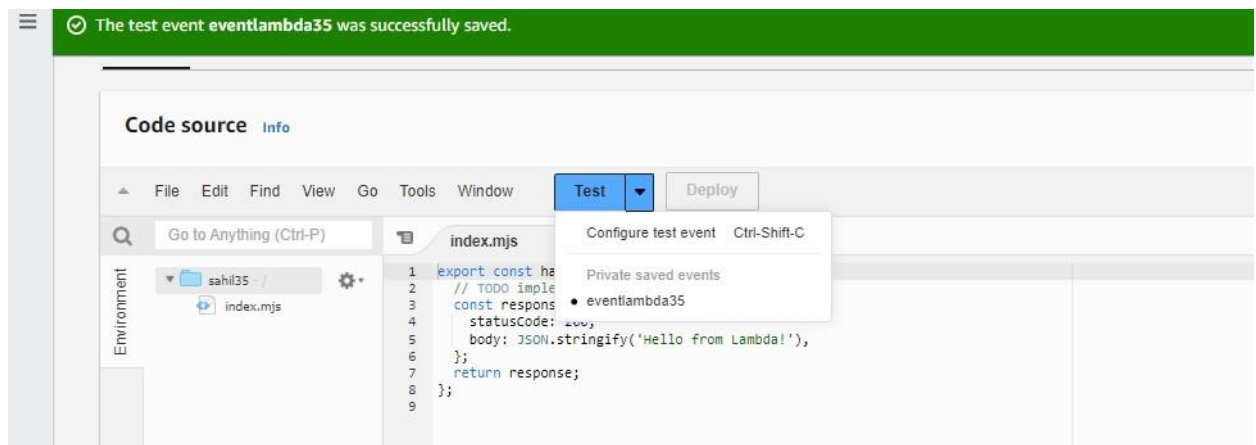 The test event eventlambda35 was successfully saved.
Code source Info
File Edit Find View Go Tools Window Test Deploy
Go to Anything (Ctrl-P)
index.mjs
Configure test event Ctrl-Shift-C
Private saved events
eventlambda35
Environment
sahil35 - /
index.mjs
1 export const ha
2 // TODO imple
3 const respons
4 statusCode: 200,
5 body: JSON.stringify('Hello from Lambda!'),
6 };
7 return response;
8 };
9